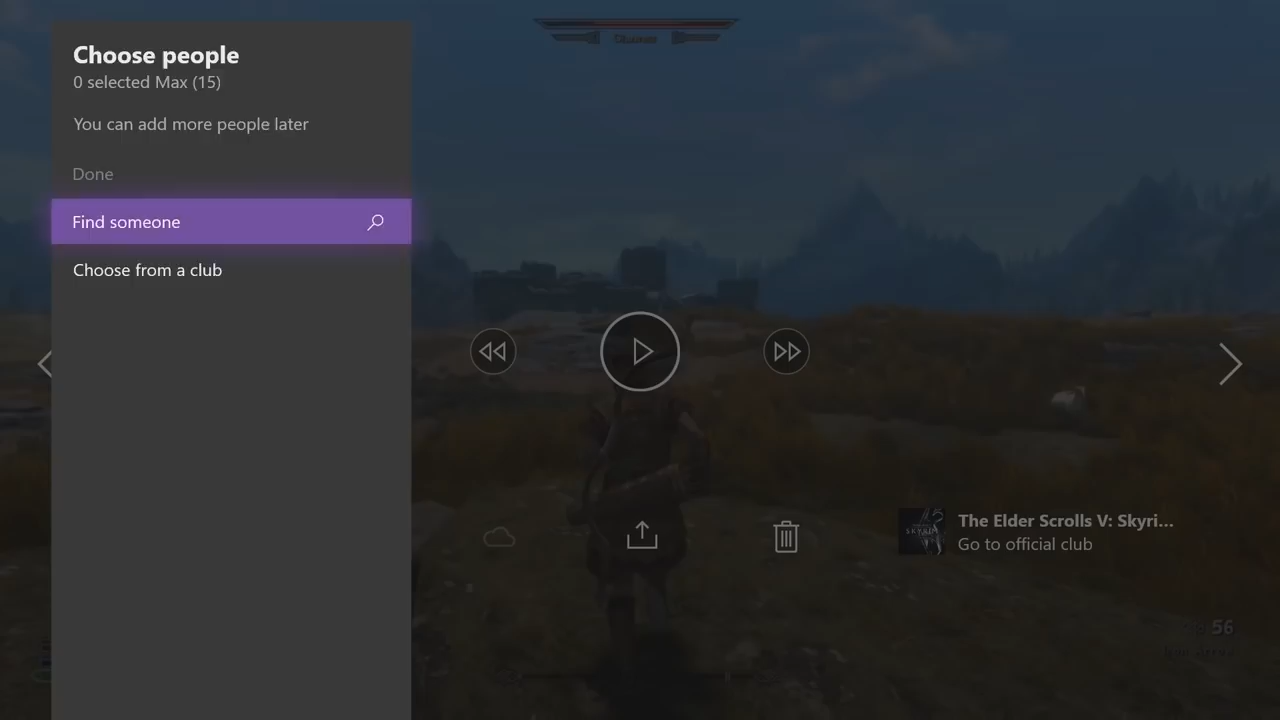 Choose people
0 selected Max (15)
You can add more people later
Done
Find someone
Choose from a club
The Elder Scrolls V: Skyri...
Go to official club
56